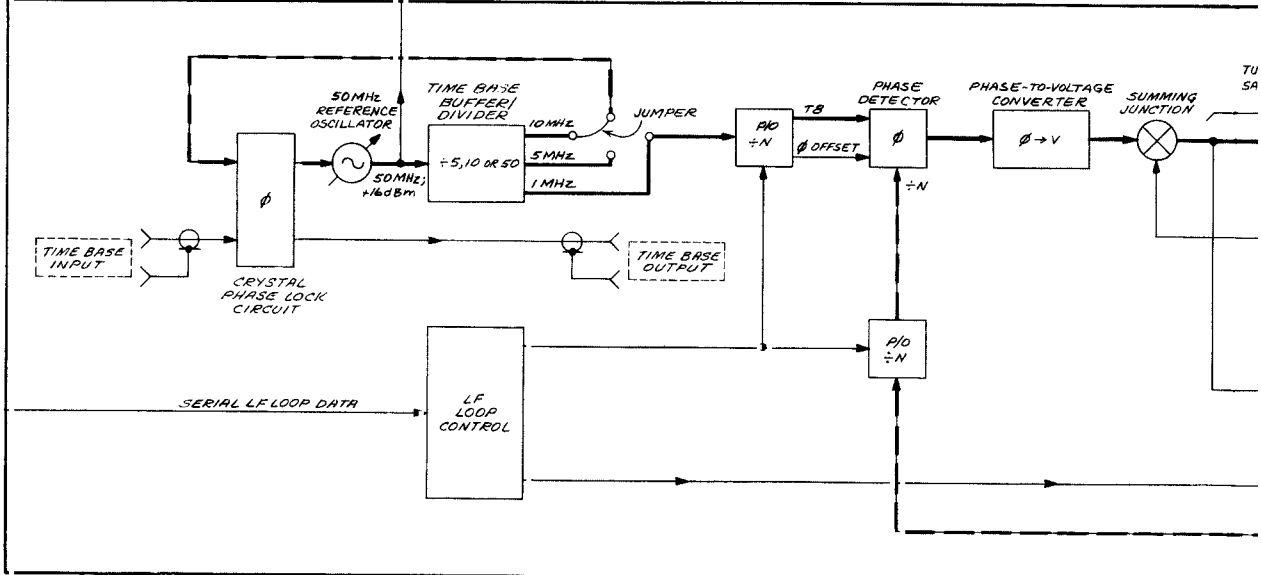 TU
SA
50MHZ
REFERENCE
OSCILLATOR
TIME BASE
BUFFER/
DIVIDER
10MHZ
JUMPER
÷5,10 OR 50
5MHZ
1MHZ
50MHZ;
+16dBm
P/O
÷N
TB
ϕ OFFSET
PHASE
DETECTOR
ϕ
÷N
PHASE-TO-VOLTAGE
CONVERTER
ϕ → V
SUMMING
JUNCTION
ϕ
TIME BASE
INPUT
CRYSTAL
PHASE LOCK
CIRCUIT
TIME BASE
OUTPUT
P/O
÷N
SERIAL LF LOOP DATA
LF
LOOP
CONTROL